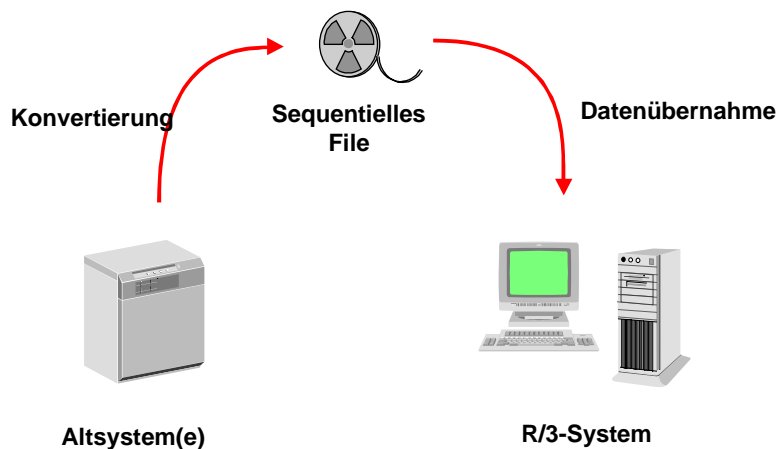 Konvertierung
Sequentielles
File
Datenübernahme
Altsystem(e)
R/3-System